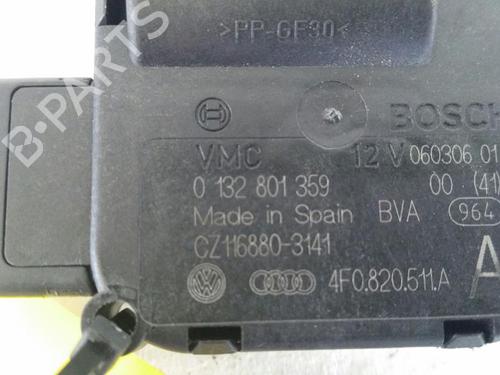 >PP-GF30<
B-PARTS
BOSCH
VMC 12V 060306 01
0 132 801 359 00 (41)
Made in Spain BVA 964
CZ116880-3141 A
4F0.820.511.A